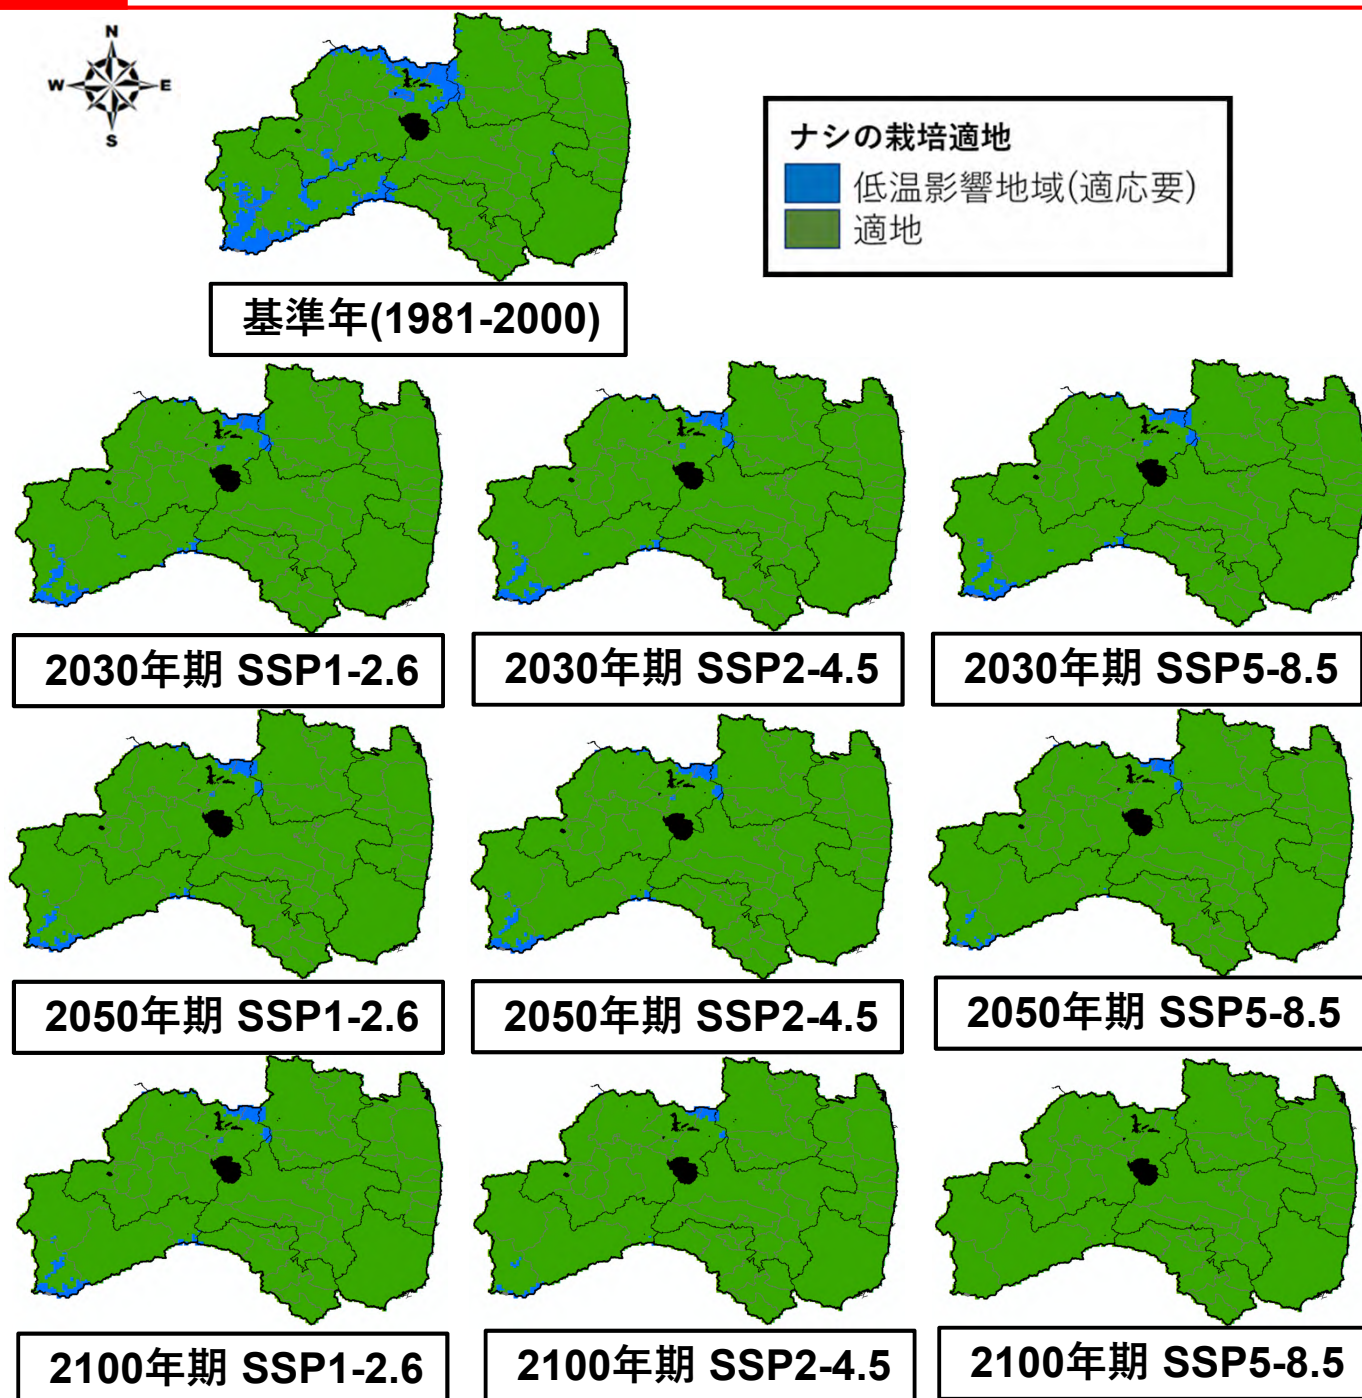 N
W E
S
ナシの栽培適地
低温影響地域(適応要)
適地
基準年(1981-2000)
2030年期 SSP1-2.6
2030年期 SSP2-4.5
2030年期 SSP5-8.5
2050年期 SSP1-2.6
2050年期 SSP2-4.5
2050年期 SSP5-8.5
2100年期 SSP1-2.6
2100年期 SSP2-4.5
2100年期 SSP5-8.5